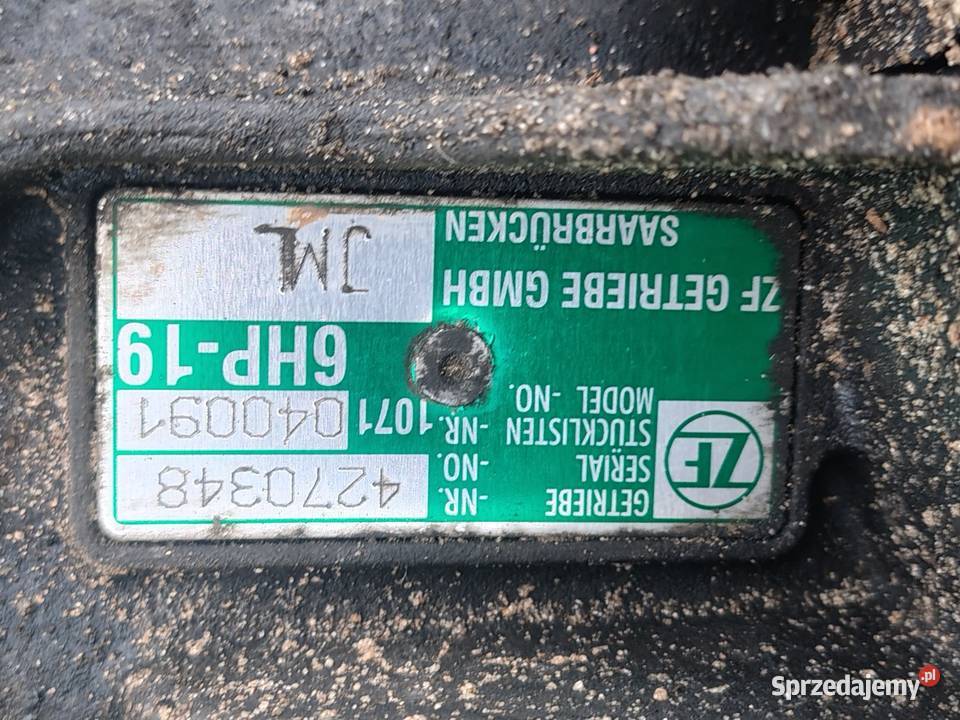 ZF
GETRIEBE -NR. 4270348
SERIAL -NO.
STÜCKLISTEN -NR. 1071 040091
MODEL -NO.
6HP-19
ZF GETRIEBE GMBH
SAARBRÜCKEN
JML
Sprzedajemy.pl